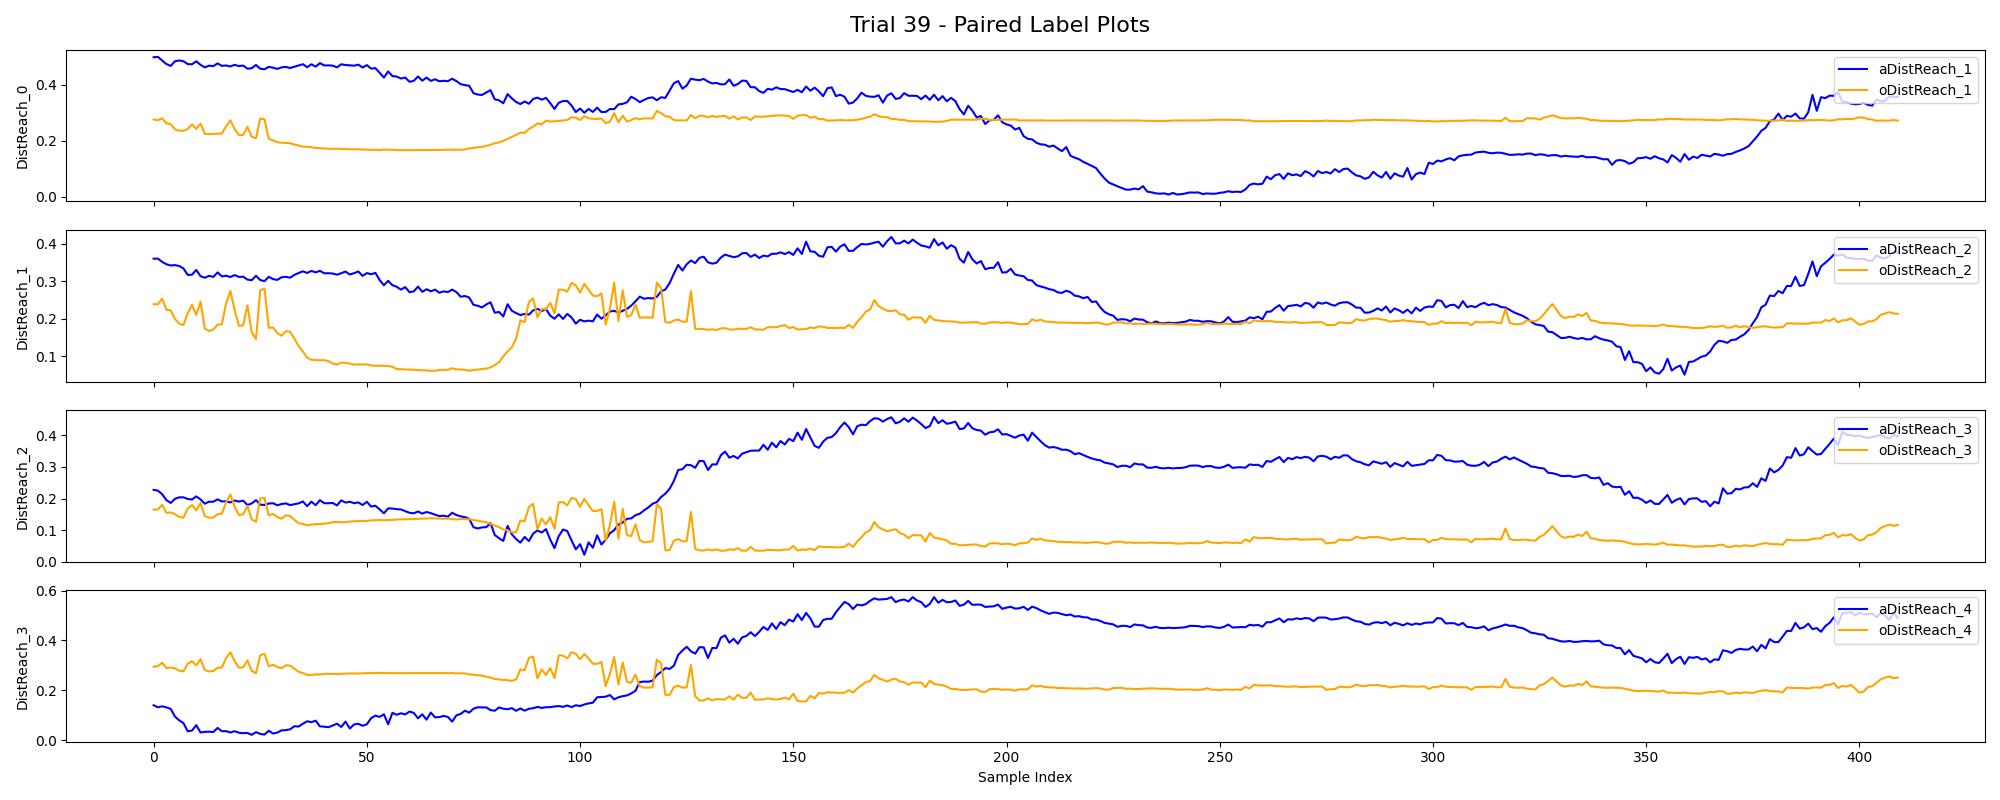 Trial 39 - Paired Label Plots
DistReach_0
0.4
0.2
0.0
aDistReach_1
oDistReach_1
DistReach_1
0.4
0.3
0.2
0.1
aDistReach_2
oDistReach_2
DistReach_2
0.4
0.3
0.2
0.1
0.0
aDistReach_3
oDistReach_3
DistReach_3
0.6
0.4
0.2
0.0
aDistReach_4
oDistReach_4
0 50 100 150 200 250 300 350 400
Sample Index